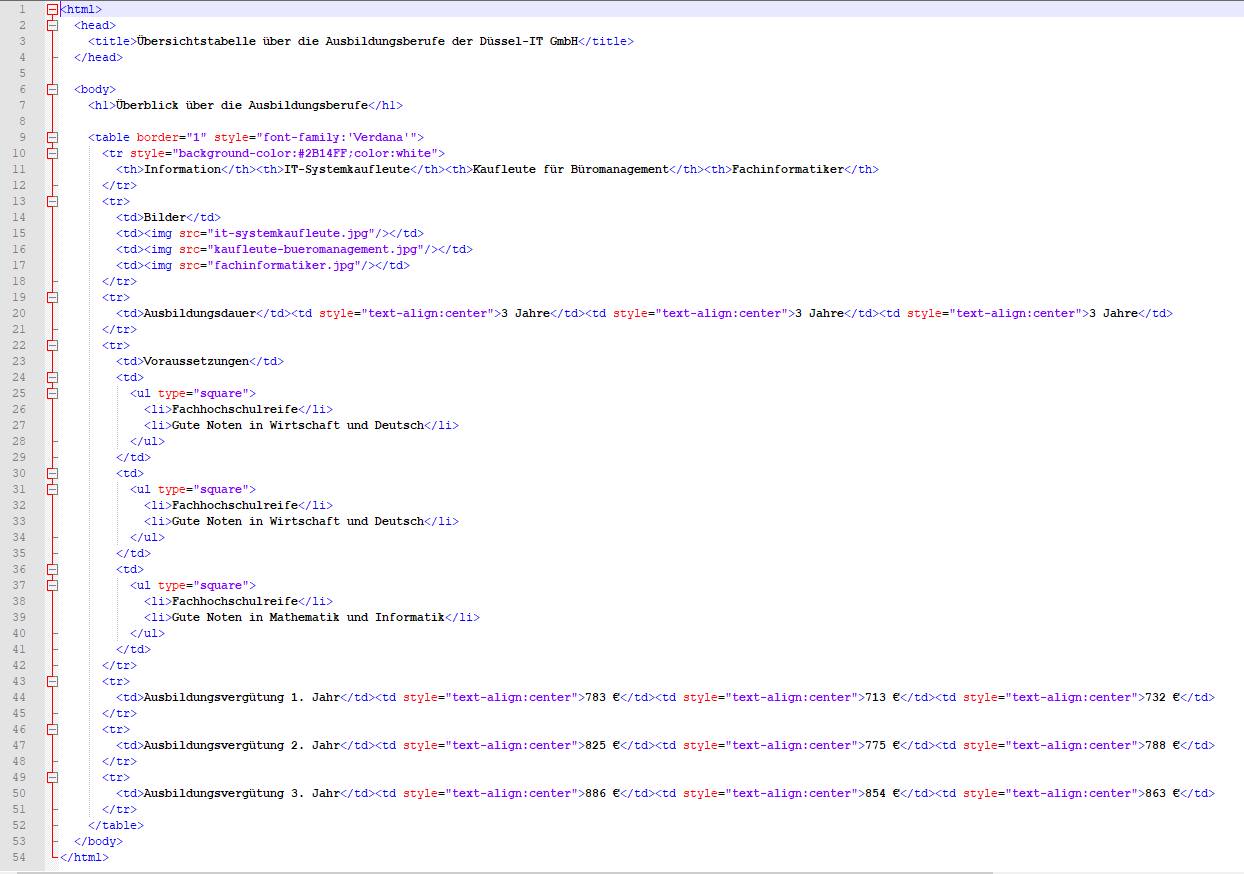 1 <html>
2 <head>
3 <title>Übersichtstabelle über die Ausbildungsberufe der Düssel-IT GmbH</title>
4 </head>
5
6 <body>
7 <h1>Überblick über die Ausbildungsberufe</h1>
8
9 <table border="1" style="font-family:'Verdana'">
10 <tr style="background-color:#2B14FF;color:white">
11 <th>Information</th><th>IT-Systemkaufleute</th><th>Kaufleute für Büromanagement</th><th>Fachinformatiker</th>
12 </tr>
13 <tr>
14 <td>Bilder</td>
15 <td><img src="it-systemkaufleute.jpg"/></td>
16 <td><img src="kaufleute-bueromanagement.jpg"/></td>
17 <td><img src="fachinformatiker.jpg"/></td>
18 </tr>
19 <tr>
20 <td>Ausbildungsdauer</td><td style="text-align:center">3 Jahre</td><td style="text-align:center">3 Jahre</td><td style="text-align:center">3 Jahre</td>
21 </tr>
22 <tr>
23 <td>Voraussetzungen</td>
24 <td>
25 <ul type="square">
26 <li>Fachhochschulreife</li>
27 <li>Gute Noten in Wirtschaft und Deutsch</li>
28 </ul>
29 </td>
30 <td>
31 <ul type="square">
32 <li>Fachhochschulreife</li>
33 <li>Gute Noten in Wirtschaft und Deutsch</li>
34 </ul>
35 </td>
36 <td>
37 <ul type="square">
38 <li>Fachhochschulreife</li>
39 <li>Gute Noten in Mathematik und Informatik</li>
40 </ul>
41 </td>
42 </tr>
43 <tr>
44 <td>Ausbildungsvergütung 1. Jahr</td><td style="text-align:center">783 €</td><td style="text-align:center">713 €</td><td style="text-align:center">732 €</td>
45 </tr>
46 <tr>
47 <td>Ausbildungsvergütung 2. Jahr</td><td style="text-align:center">825 €</td><td style="text-align:center">775 €</td><td style="text-align:center">788 €</td>
48 </tr>
49 <tr>
50 <td>Ausbildungsvergütung 3. Jahr</td><td style="text-align:center">886 €</td><td style="text-align:center">854 €</td><td style="text-align:center">863 €</td>
51 </tr>
52 </table>
53 </body>
54 </html>